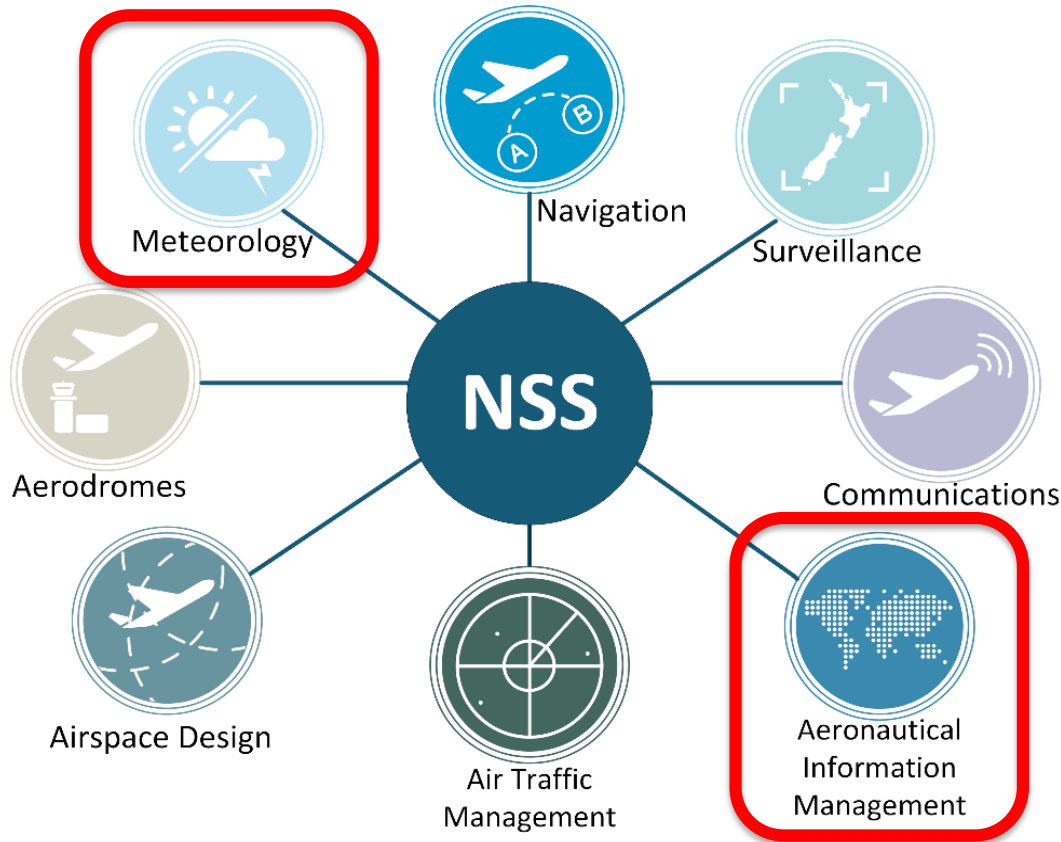 B
A
Navigation
Meteorology
Surveillance
NSS
Aerodromes
Communications
Airspace Design
Air Traffic
Management
Aeronautical
Information
Management